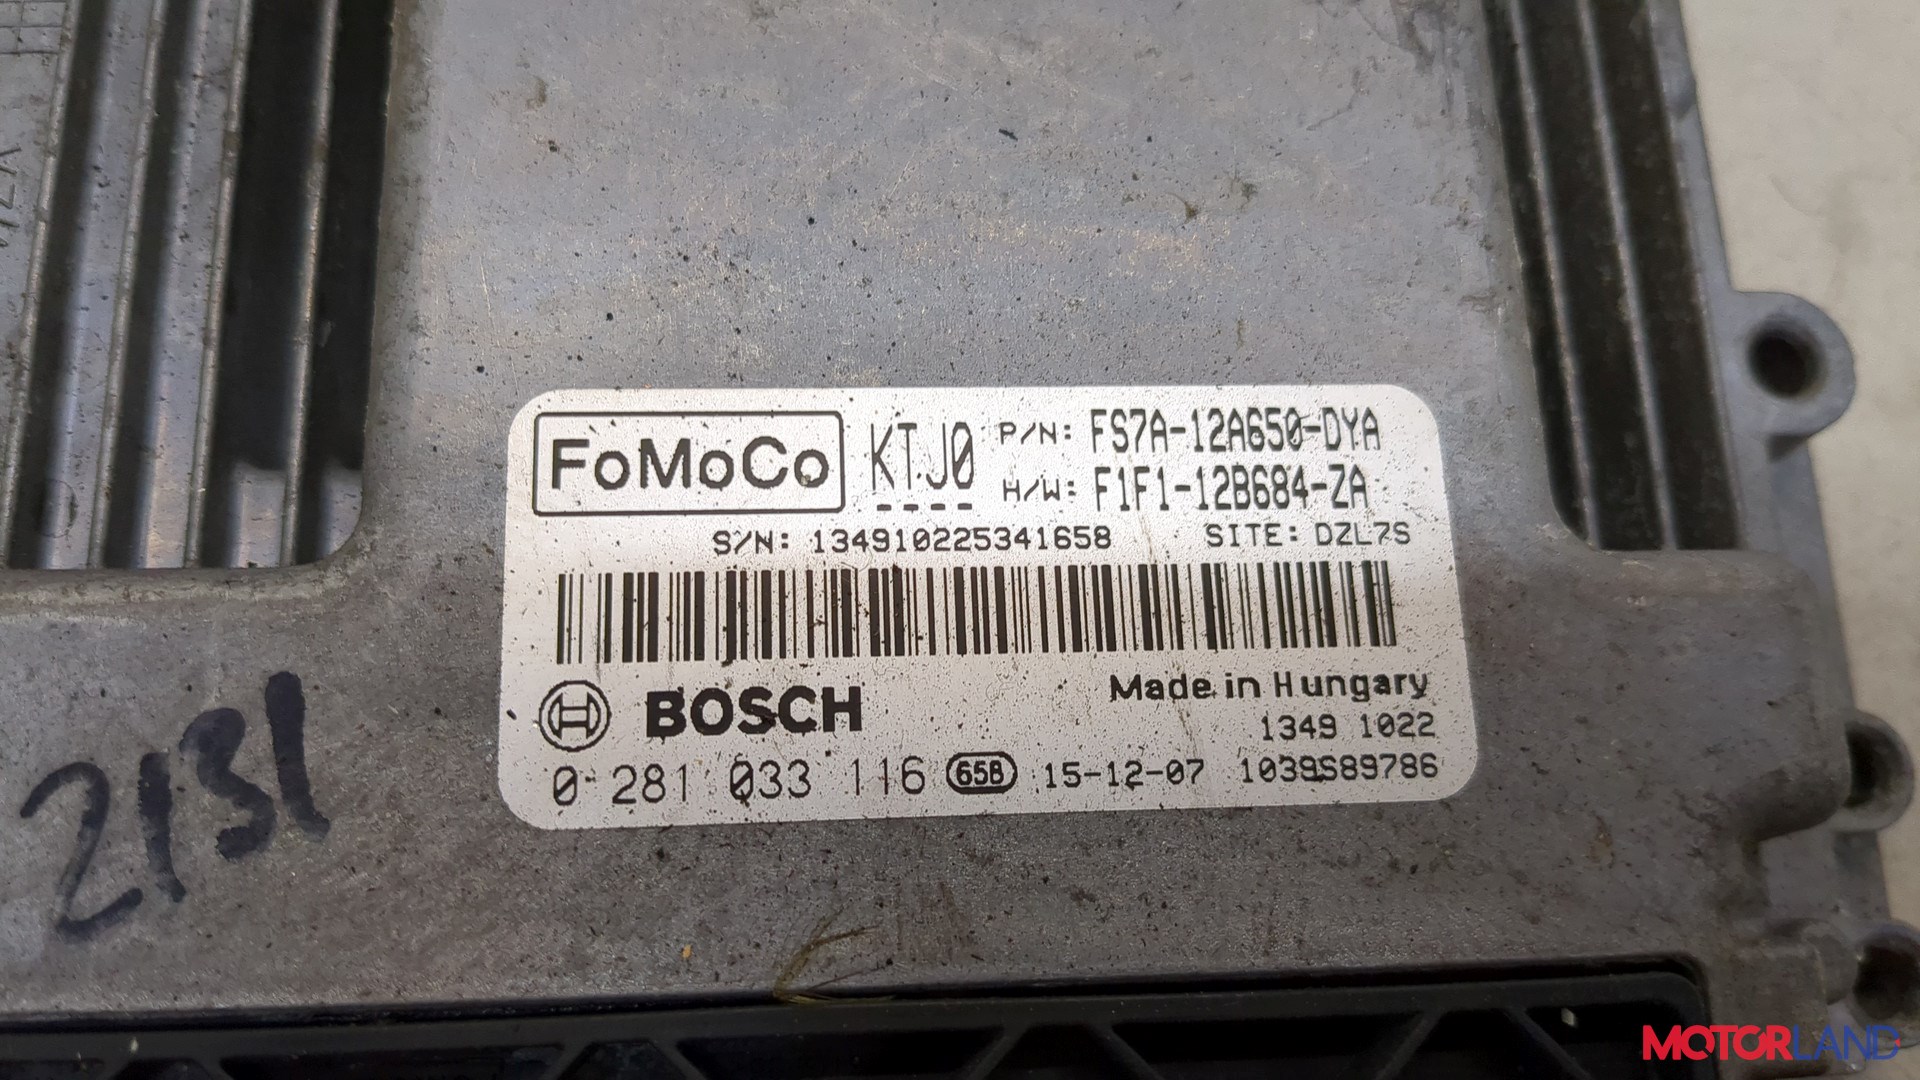 FoMoCo KTJ0 P/N: FS7A-12A650-DYA
H/W: F1F1-12B684-ZA
S/N: 134910225341658 SITE: DZL7S
BOSCH
Made in Hungary
1349 1022
0 281 033 116 65B 15-12-07 1039S89786
2131
MOTORLAND